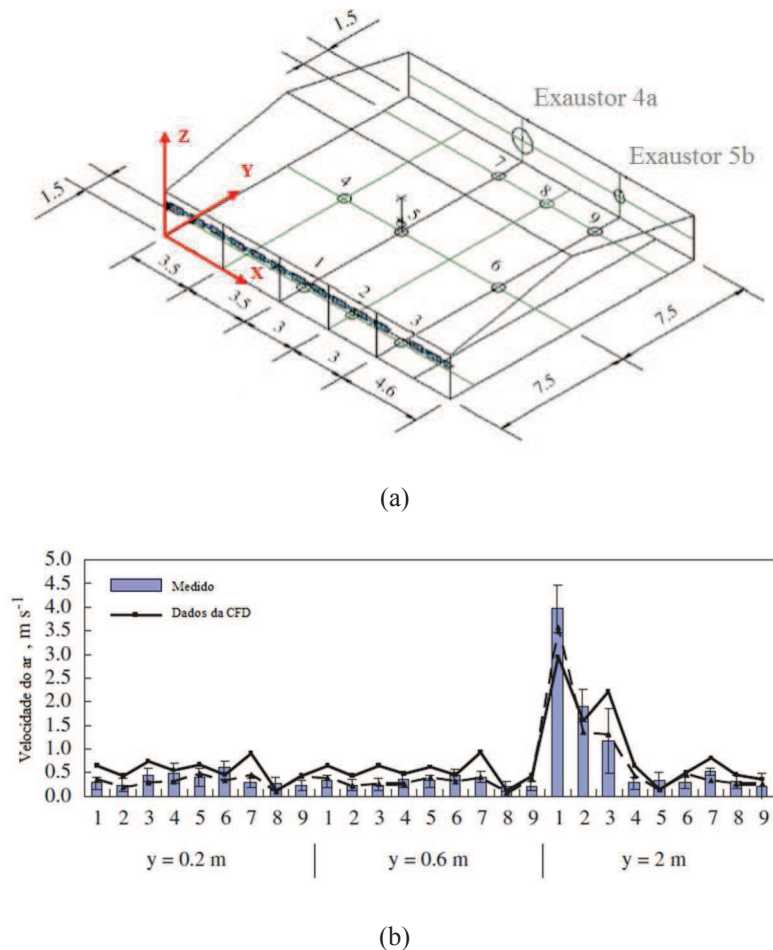 1.5
Exaustor 4a
Exaustor 5b
Z
Y
X
1.5
7
8
9
4
5
6
1
2
3
3.5
3.5
3
3
4.6
7.5
7.5
(a)
5.0
4.5
4.0
3.5
3.0
2.5
2.0
1.5
1.0
0.5
0.0
Velocidade do ar , m s⁻¹
Medido
Dados da CFD
1 2 3 4 5 6 7 8 9 1 2 3 4 5 6 7 8 9 1 2 3 4 5 6 7 8 9
y = 0.2 m y = 0.6 m y = 2 m
(b)